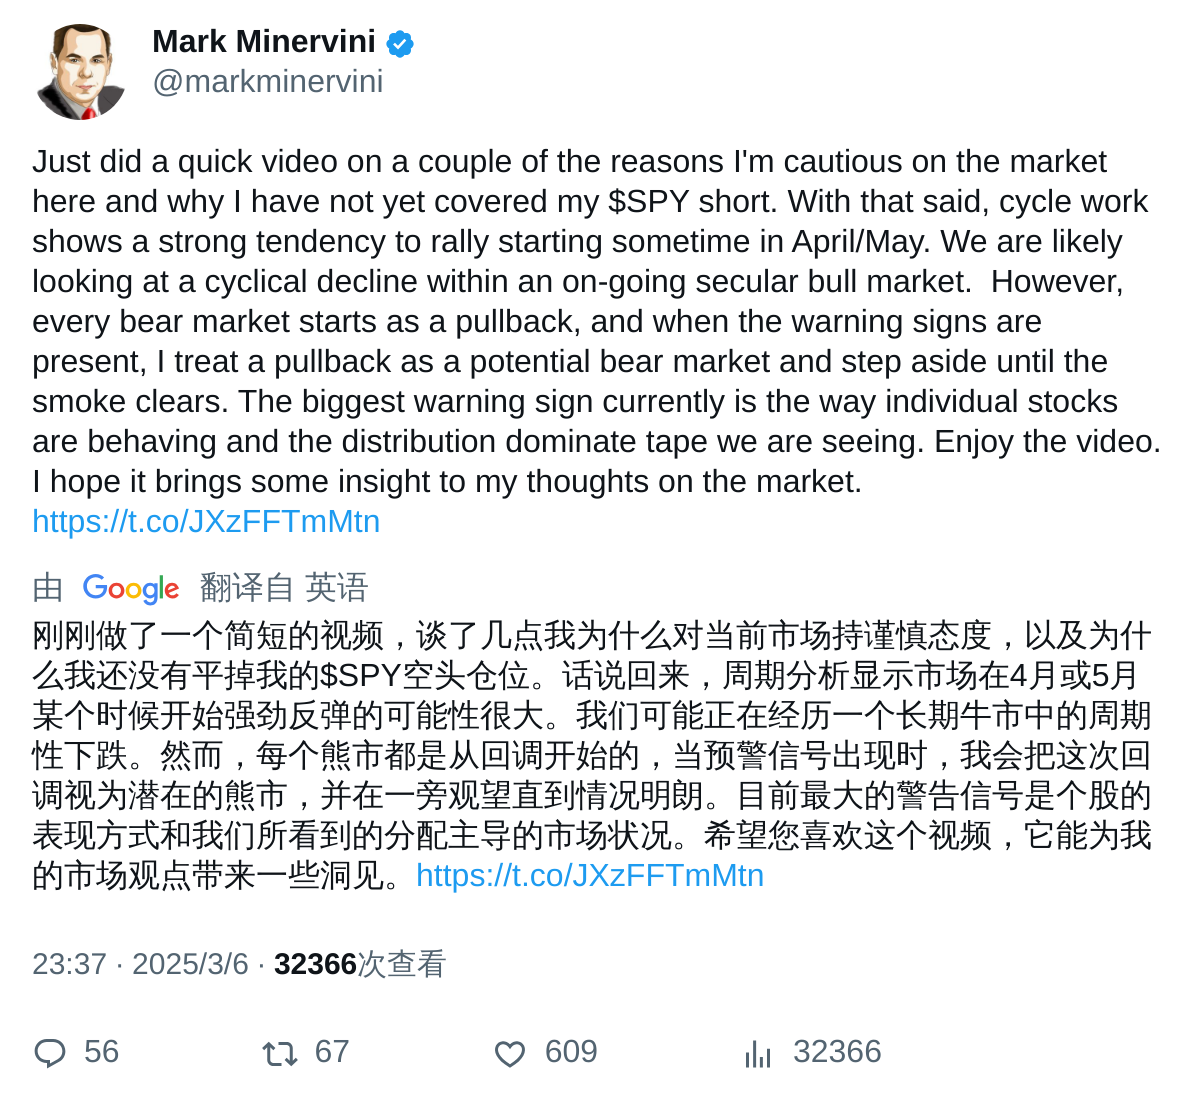 Mark Minervini
@markminervini
Just did a quick video on a couple of the reasons I'm cautious on the market
here and why I have not yet covered my $SPY short. With that said, cycle work
shows a strong tendency to rally starting sometime in April/May. We are likely
looking at a cyclical decline within an on-going secular bull market.  However,
every bear market starts as a pullback, and when the warning signs are
present, I treat a pullback as a potential bear market and step aside until the
smoke clears. The biggest warning sign currently is the way individual stocks
are behaving and the distribution dominate tape we are seeing. Enjoy the video.
I hope it brings some insight to my thoughts on the market.
https://t.co/JXzFFTmMtn
由 Google 翻译自 英语
刚刚做了一个简短的视频，谈了几点我为什么对当前市场持谨慎态度，以及为什
么我还没有平掉我的$SPY空头仓位。话说回来，周期分析显示市场在4月或5月
某个时候开始强劲反弹的可能性很大。我们可能正在经历一个长期牛市中的周期
性下跌。然而，每个熊市都是从回调开始的，当预警信号出现时，我会把这次回
调视为潜在的熊市，并在一旁观望直到情况明朗。目前最大的警告信号是个股的
表现方式和我们所看到的分配主导的市场状况。希望您喜欢这个视频，它能为我
的市场观点带来一些洞见。https://t.co/JXzFFTmMtn
23:37 · 2025/3/6 · 32366次查看
56 67 609 32366